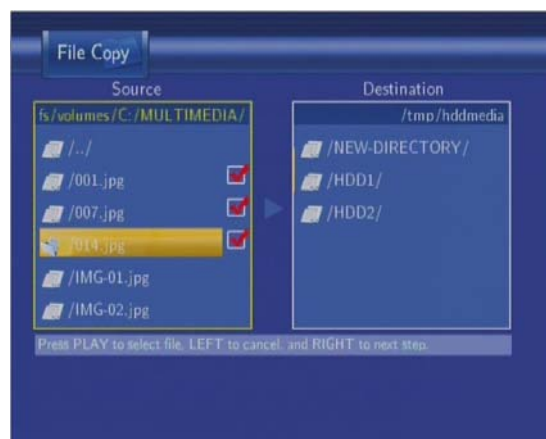 File Copy
Source
fs/volumes/C:/MULTIMEDIA/
/../
/001.jpg
/007.jpg
/014.jpg
/IMG-01.jpg
/IMG-02.jpg
Destination
/tmp/hddmedia
/NEW-DIRECTORY/
/HDD1/
/HDD2/
Press PLAY to select file, LEFT to cancel. and RIGHT to next step.